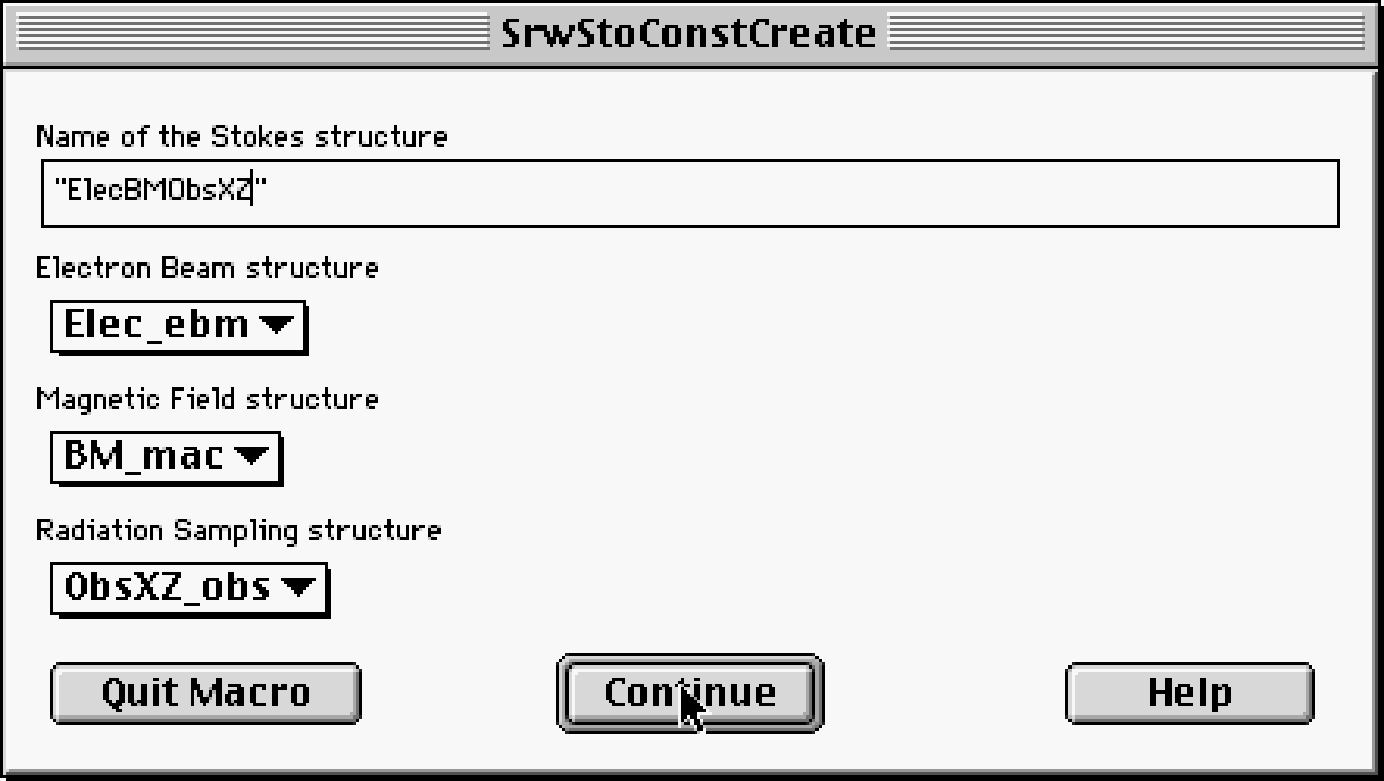 SrwStoConstCreate
Name of the Stokes structure
"ElecBMObsXZ"
Electron Beam structure
Elec_ebm
Magnetic Field structure
BM_mac
Radiation Sampling structure
ObsXZ_obs
Quit Macro Continue Help